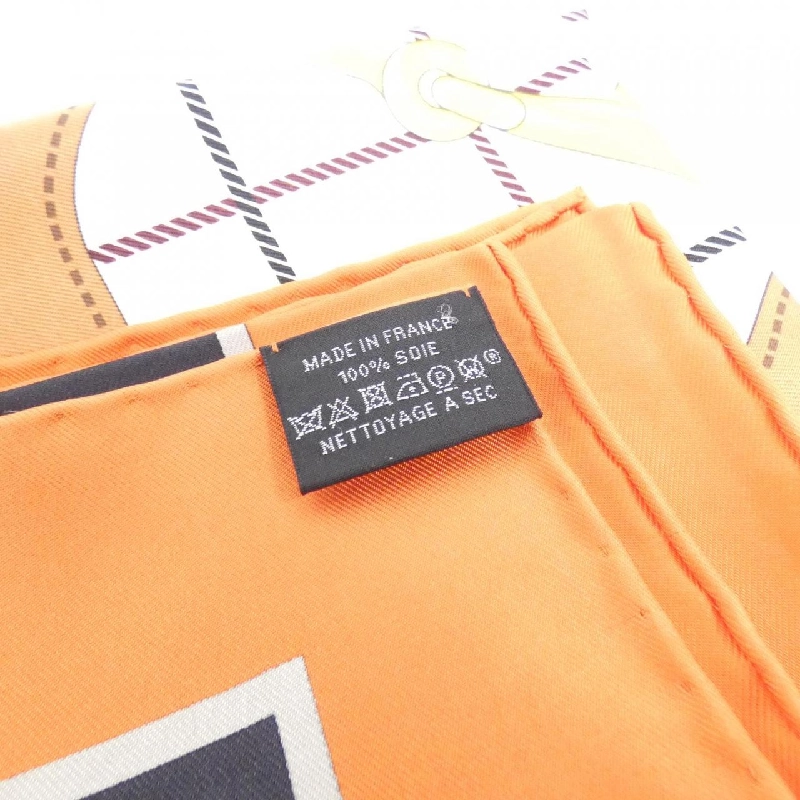 MADE IN FRANCE
100% SOIE
®
NETTOYAGE A SEC